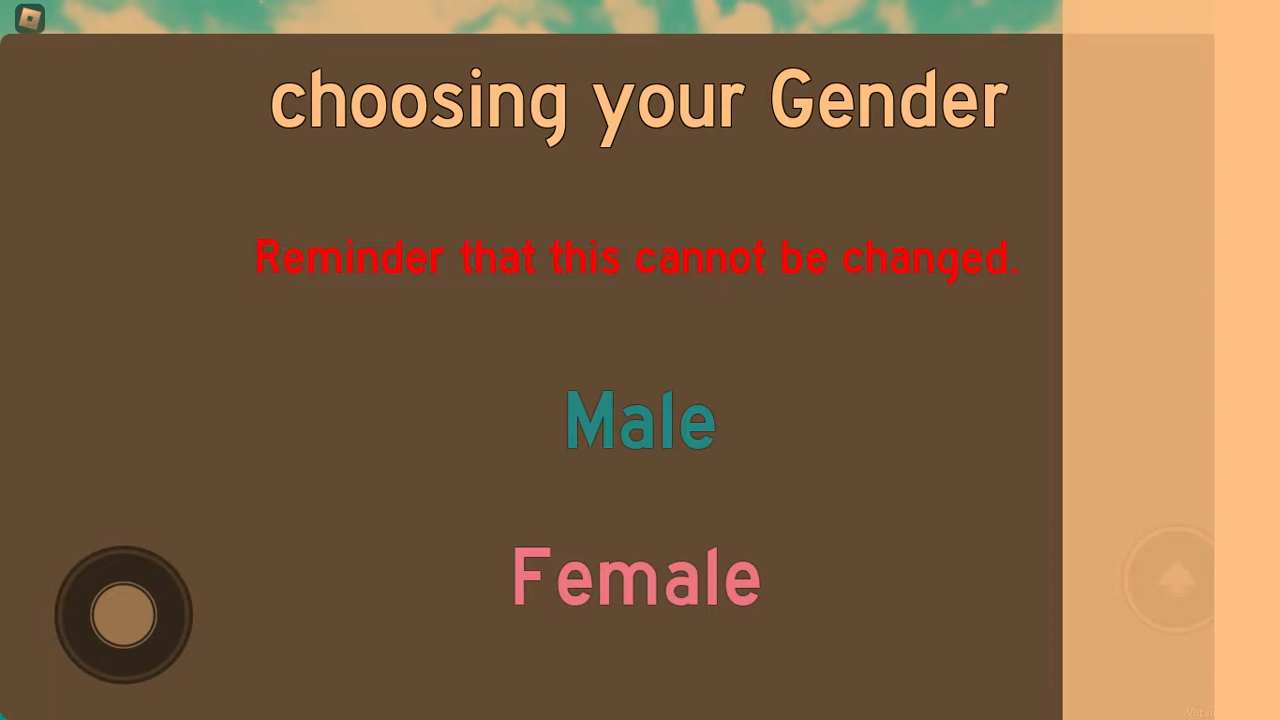 choosing your Gender
Reminder that this cannot be changed.
Male
Female